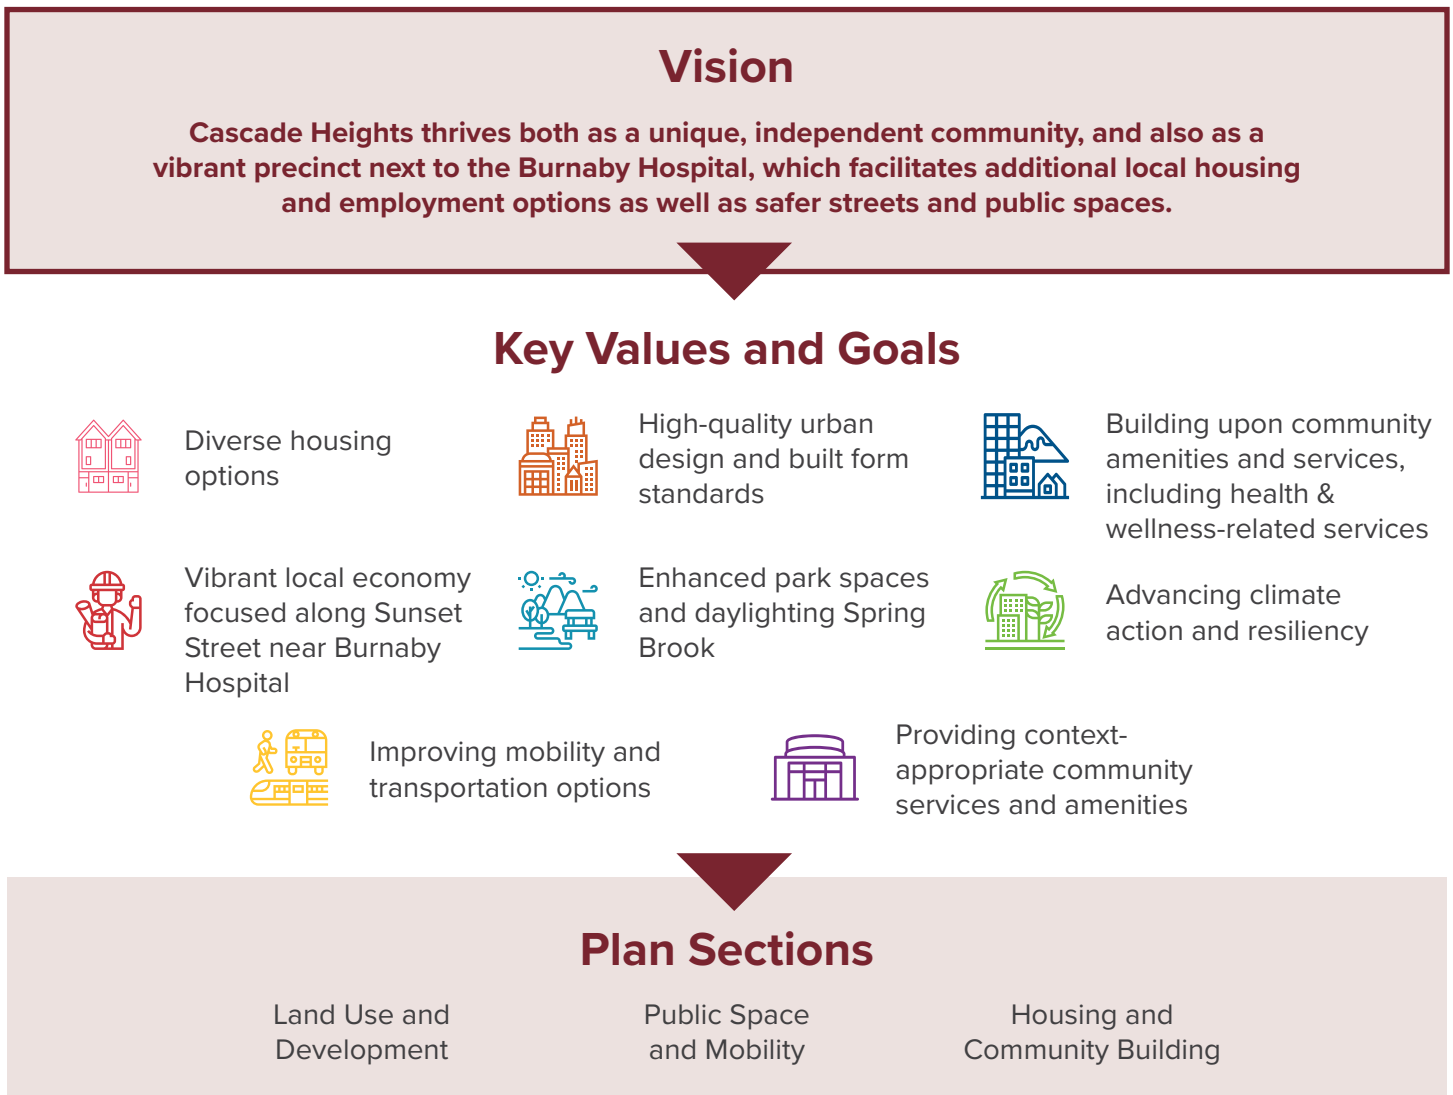 Vision
Cascade Heights thrives both as a unique, independent community, and also as a
vibrant precinct next to the Burnaby Hospital, which facilitates additional local housing
and employment options as well as safer streets and public spaces.
Key Values and Goals
Diverse housing
options
High-quality urban
design and built form
standards
Building upon community
amenities and services,
including health &
wellness-related services
Vibrant local economy
focused along Sunset
Street near Burnaby
Hospital
Enhanced park spaces
and daylighting Spring
Brook
Advancing climate
action and resiliency
Improving mobility and
transportation options
Providing context-
appropriate community
services and amenities
Plan Sections
Land Use and
Development
Public Space
and Mobility
Housing and
Community Building